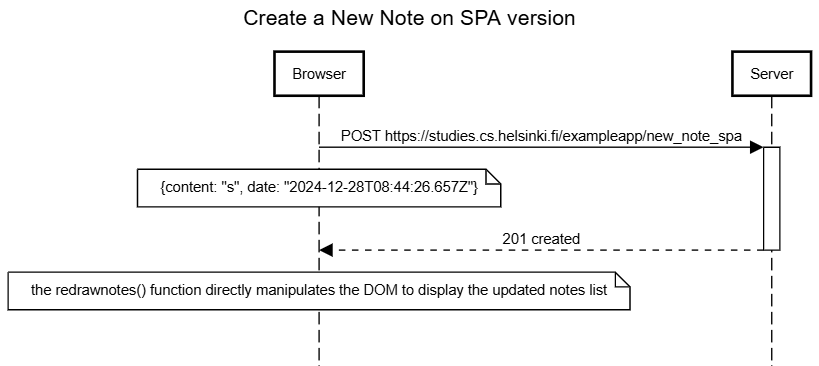 Create a New Note on SPA version
Browser
Server
POST https://studies.cs.helsinki.fi/exampleapp/new_note_spa
{content: "s", date: "2024-12-28T08:44:26.657Z"}
201 created
the redrawnotes() function directly manipulates the DOM to display the updated notes list